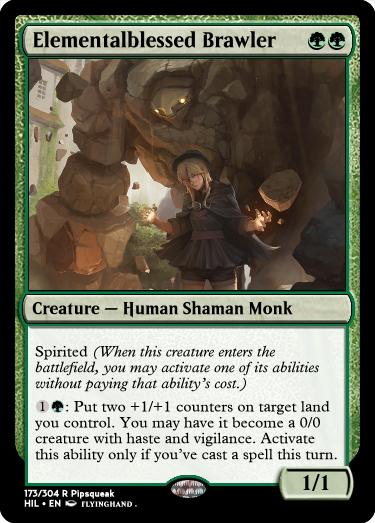 Elementalblessed Brawler
Creature — Human Shaman Monk
Spirited (When this creature enters the
battlefield, you may activate one of its abilities
without paying that ability's cost.)
1: Put two +1/+1 counters on target land
you control. You may have it become a 0/0
creature with haste and vigilance. Activate
this ability only if you've cast a spell this turn.
1/1
173/304 R Pipsqueak
HIL • EN FLYINGHAND .